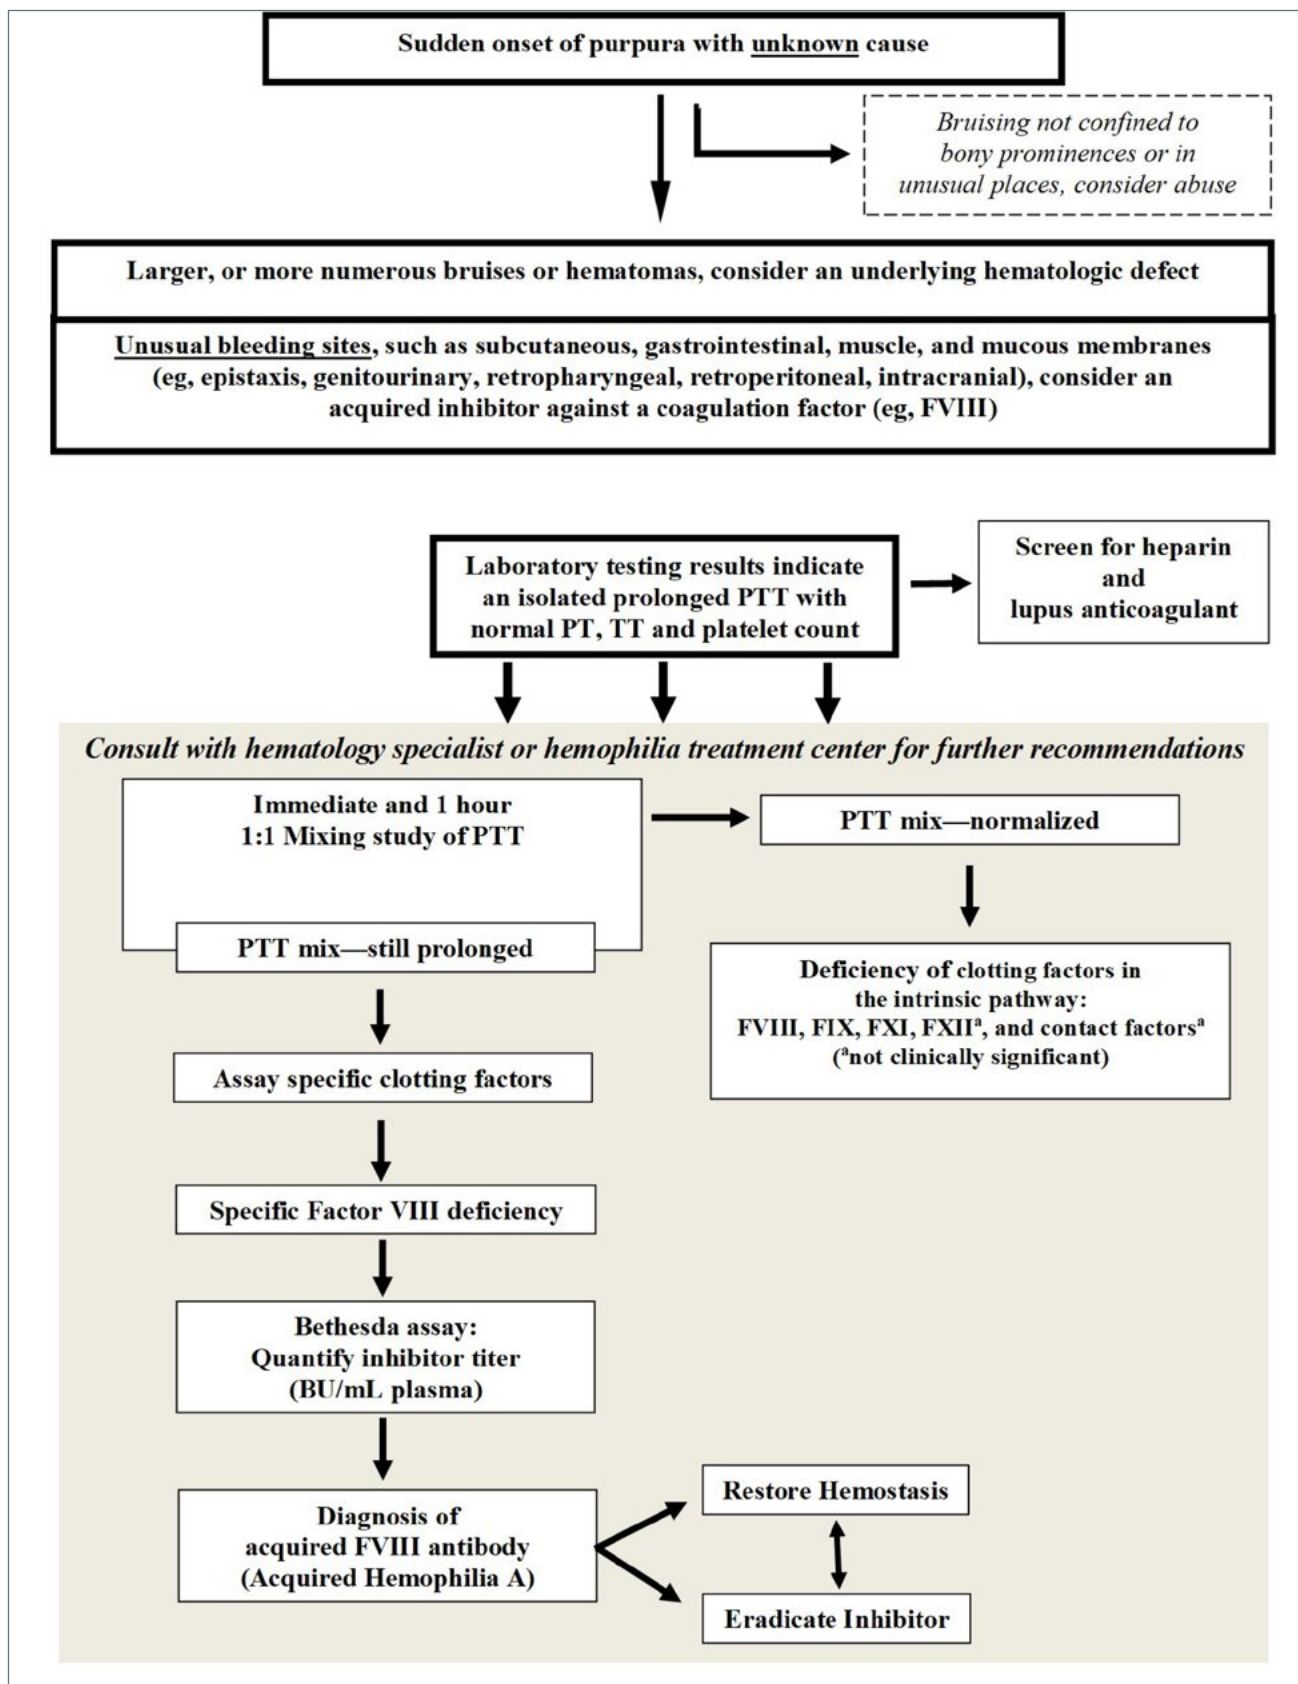 Sudden onset of purpura with unknown cause
Bruising not confined to
bony prominences or in
unusual places, consider abuse
Larger, or more numerous bruises or hematomas, consider an underlying hematologic defect
Unusual bleeding sites, such as subcutaneous, gastrointestinal, muscle, and mucous membranes
(eg, epistaxis, genitourinary, retropharyngeal, retroperitoneal, intracranial), consider an
acquired inhibitor against a coagulation factor (eg, FVIII)
Laboratory testing results indicate
an isolated prolonged PTT with
normal PT, TT and platelet count
Screen for heparin
and
lupus anticoagulant
Consult with hematology specialist or hemophilia treatment center for further recommendations
Immediate and 1 hour
1:1 Mixing study of PTT
PTT mix—normalized
PTT mix—still prolonged
Deficiency of clotting factors in
the intrinsic pathway:
FVIII, FIX, FXI, FXIIᵃ, and contact factorsᵃ
(ᵃnot clinically significant)
Assay specific clotting factors
Specific Factor VIII deficiency
Bethesda assay:
Quantify inhibitor titer
(BU/mL plasma)
Diagnosis of
acquired FVIII antibody
(Acquired Hemophilia A)
Restore Hemostasis
Eradicate Inhibitor